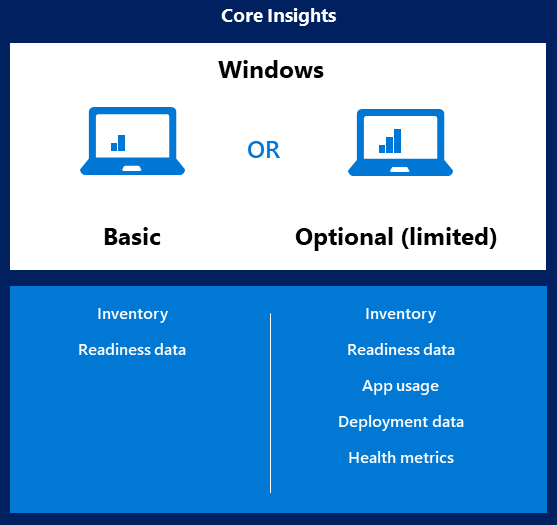 Core Insights
Windows
OR
Basic
Optional (limited)
Inventory
Readiness data
Inventory
Readiness data
App usage
Deployment data
Health metrics